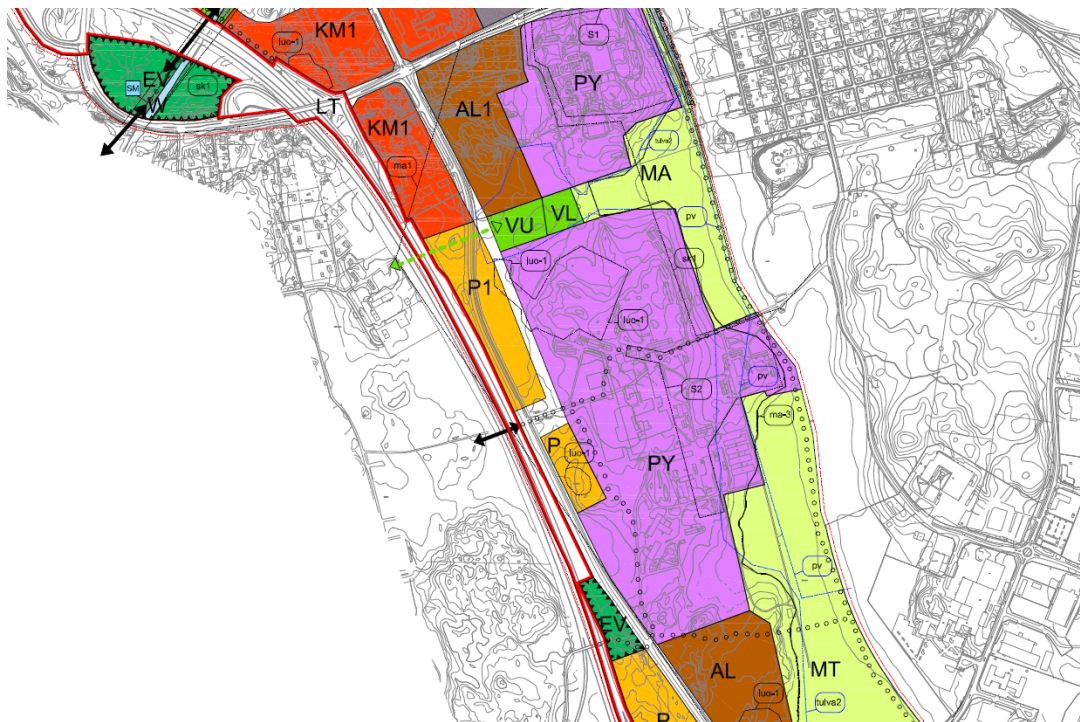 KM1
luo-1
S1
EV
SM
sk1
W
PY
LT
AL1
KM1
tulva2
ma1
MA
VL
pv
VU
luo-1
sk1
P1
luo-1
pv
S2
ma-3
P
luo-1
PY
pv
EV
AL
MT
luo-1
tulva2
P